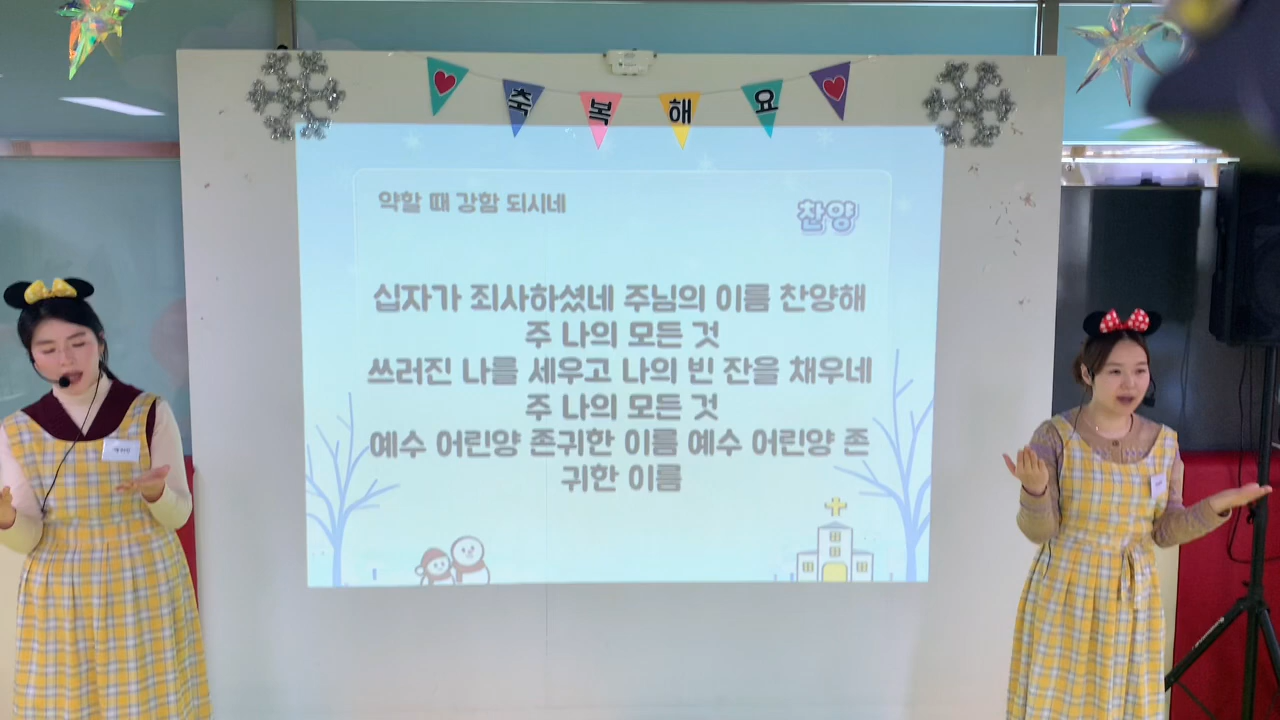 축복해요
약할 때 강함 되시네
찬양
십자가 죄사하셨네 주님의 이름 찬양해
주 나의 모든 것
쓰러진 나를 세우고 나의 빈 잔을 채우네
주 나의 모든 것
예수 어린양 존귀한 이름 예수 어린양 존
귀한 이름